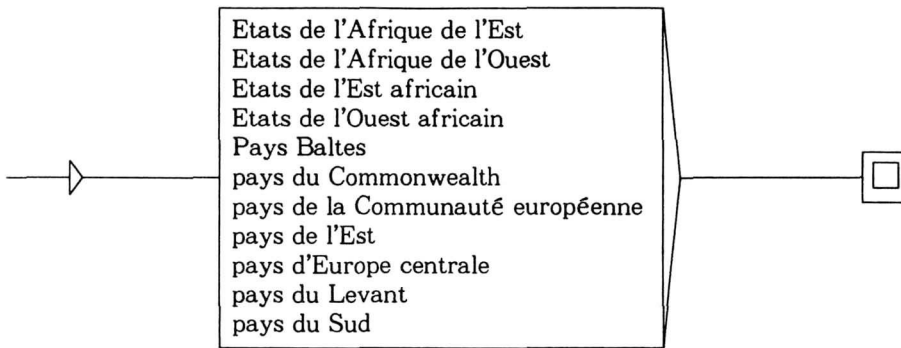 Etats de l'Afrique de l'Est
Etats de l'Afrique de l'Ouest
Etats de l'Est africain
Etats de l'Ouest africain
Pays Baltes
pays du Commonwealth
pays de la Communauté européenne
pays de l'Est
pays d'Europe centrale
pays du Levant
pays du Sud